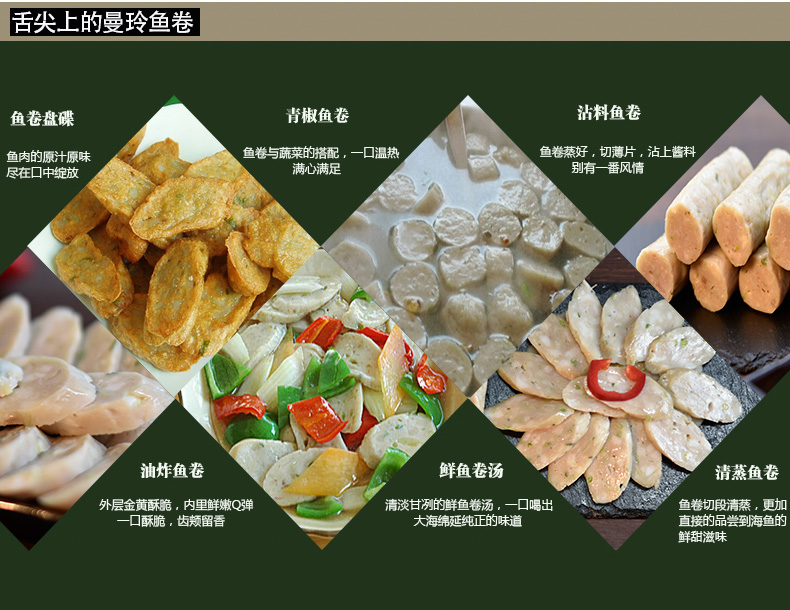 舌尖上的曼玲鱼卷
鱼卷盘碟
鱼肉的原汁原味
尽在口中绽放
青椒鱼卷
鱼卷与蔬菜的搭配，一口温热
满心满足
沾料鱼卷
鱼卷蒸好，切薄片，沾上酱料
别有一番风情
油炸鱼卷
外层金黄酥脆，内里鲜嫩Q弹
一口酥脆，齿颊留香
鲜鱼卷汤
清淡甘冽的鲜鱼卷汤，一口喝出
大海绵延纯正的味道
清蒸鱼卷
鱼卷切段清蒸，更加
直接的品尝到海鱼的
鲜甜滋味